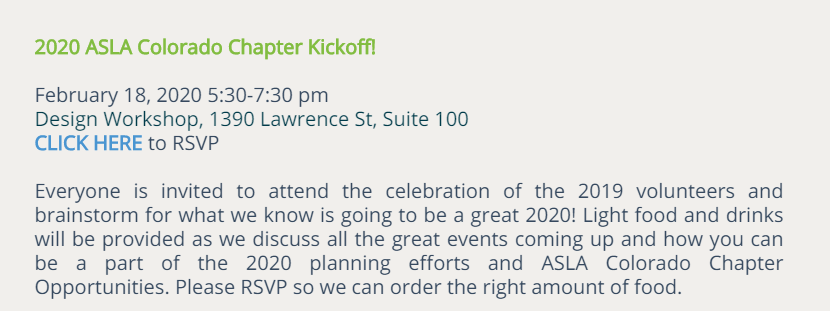 2020 ASLA Colorado Chapter Kickoff!
February 18, 2020 5:30-7:30 pm
Design Workshop, 1390 Lawrence St, Suite 100
CLICK HERE to RSVP
Everyone is invited to attend the celebration of the 2019 volunteers and
brainstorm for what we know is going to be a great 2020! Light food and drinks
will be provided as we discuss all the great events coming up and how you can
be a part of the 2020 planning efforts and ASLA Colorado Chapter
Opportunities. Please RSVP so we can order the right amount of food.